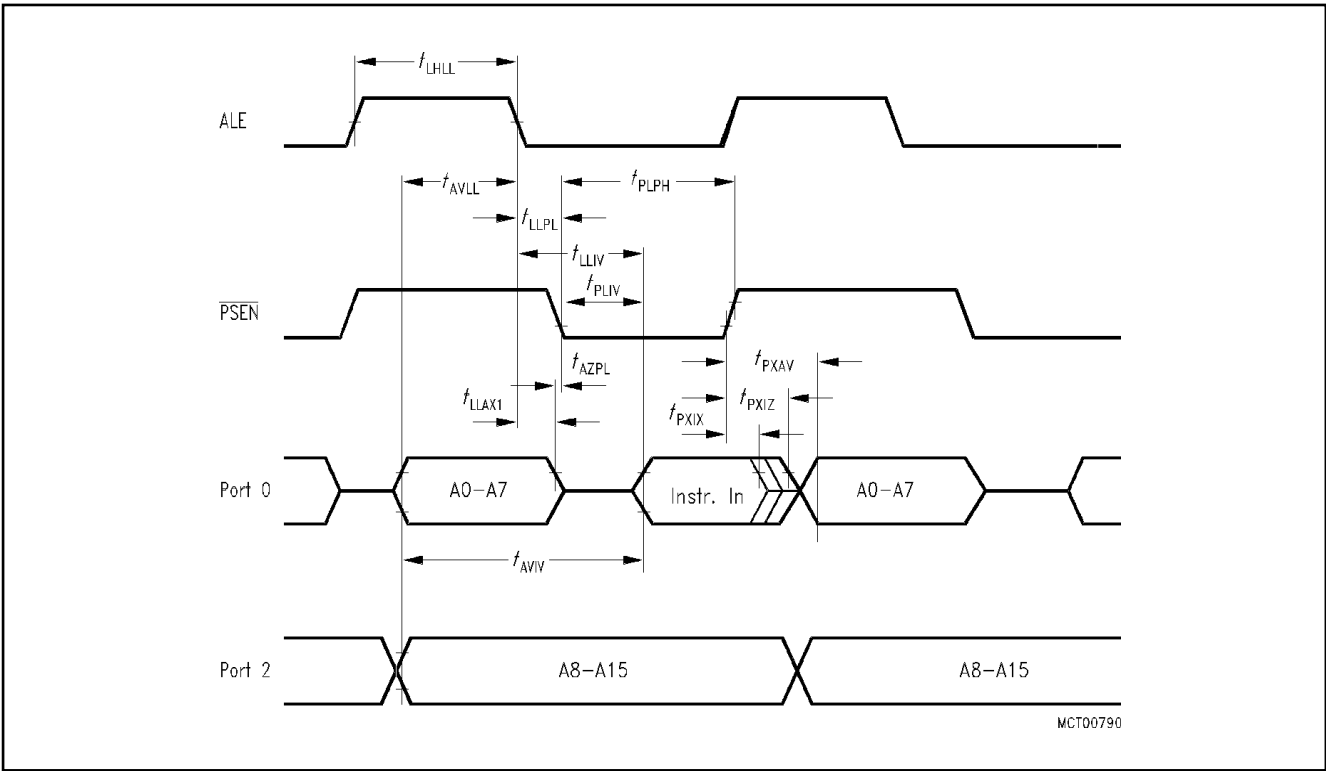 tLHLL
ALE
tAVLL
tPLPH
tLLPL
tLLIV
tPLIV
PSEN
tAZPL
tPXAV
tLLAX1
tPXIZ
tPXIX
Port 0
A0-A7
Instr. In
A0-A7
tAVIV
Port 2
A8-A15
A8-A15
MCT00790